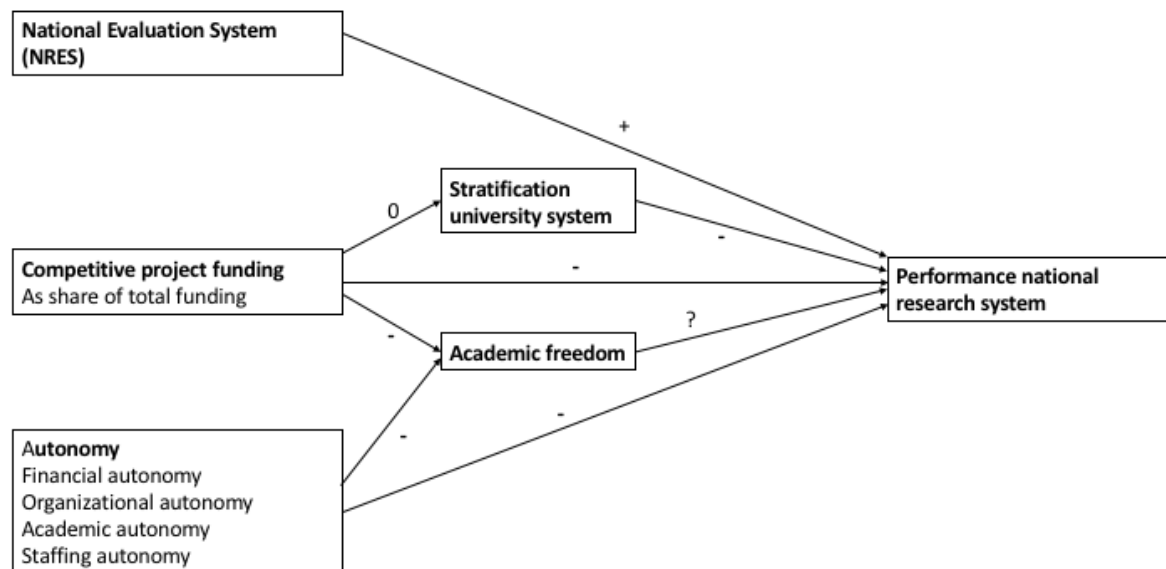 National Evaluation System
(NRES)
+
Stratification
university system
0
-
Competitive project funding
As share of total funding
-
Performance national
research system
-
Academic freedom
?
-
-
Autonomy
Financial autonomy
Organizational autonomy
Academic autonomy
Staffing autonomy